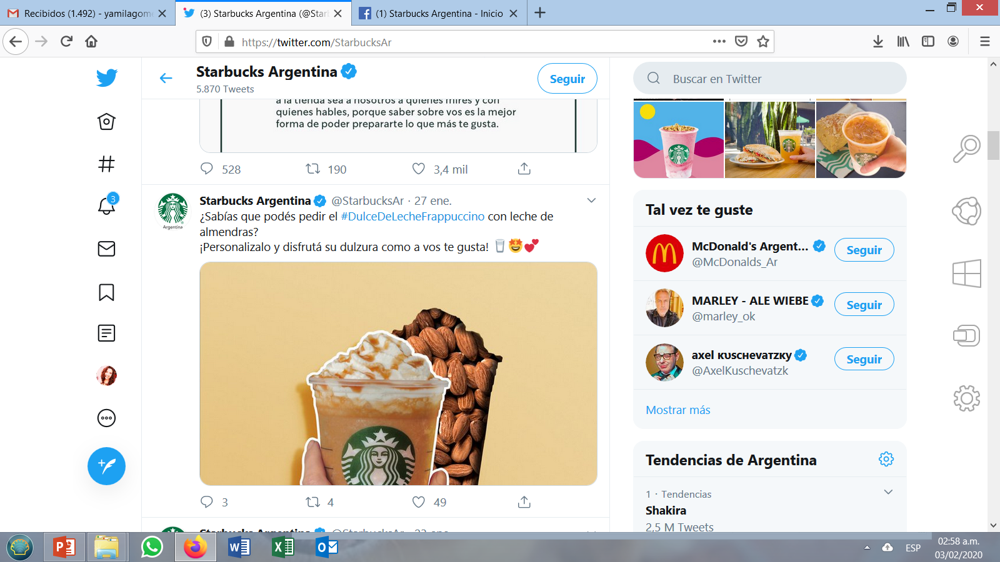 Recibidos (1.492) - yamilagom
(3) Starbucks Argentina (@Star
(1) Starbucks Argentina - Inicio
https://twitter.com/StarbucksAr
Starbucks Argentina
5.870 Tweets
Seguir
a la tienda sea a nosotros a quienes mires y con
quienes hables, porque saber sobre vos es la mejor
forma de poder prepararte lo que más te gusta.
528
190
3,4 mil
Starbucks Argentina @StarbucksAr · 27 ene.
¿Sabías que podés pedir el #DulceDeLecheFrappuccino con leche de
almendras?
¡Personalizalo y disfrutá su dulzura como a vos te gusta! 🥛🤩💕
Argentina
3
4
49
Starbucks Argentina @StarbucksAr · 23 ene.
3
Buscar en Twitter
Tal vez te guste
McDonald's Argent...
@McDonalds_Ar
Seguir
MARLEY - ALE WIEBE
@marley_ok
Seguir
axel ĸυѕcнevaтzĸy
@AxelKuschevatzk
Seguir
Mostrar más
Tendencias de Argentina
1 · Tendencias
Shakira
2,5 M Tweets
ESP
02:58 a.m.
03/02/2020